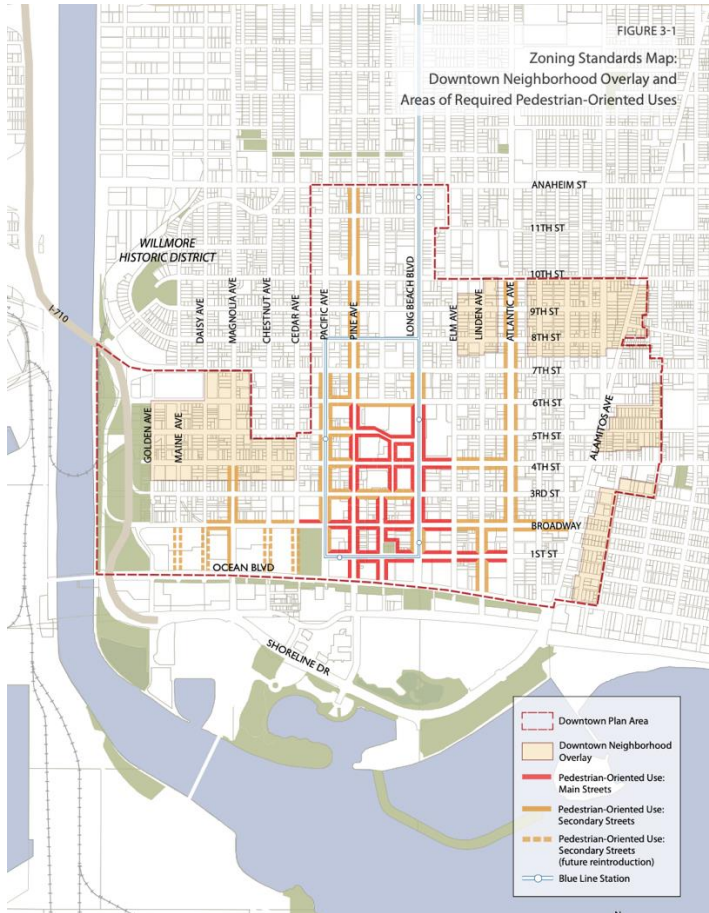 FIGURE 3-1
Zoning Standards Map:
Downtown Neighborhood Overlay and
Areas of Required Pedestrian-Oriented Uses
ANAHEIM ST
11TH ST
WILLMORE
HISTORIC DISTRICT
10TH ST
I-710
DAISY AVE
MAGNOLIA AVE
CHESTNUT AVE
CEDAR AVE
PACIFIC AVE
PINE AVE
LONG BEACH BLVD
ELM AVE
LINDEN AVE
ATLANTIC AVE
9TH ST
8TH ST
7TH ST
6TH ST
GOLDEN AVE
MAINE AVE
5TH ST
ALAMITOS AVE
4TH ST
3RD ST
BROADWAY
1ST ST
OCEAN BLVD
SHORELINE DR
Downtown Plan Area
Downtown Neighborhood
Overlay
Pedestrian-Oriented Use:
Main Streets
Pedestrian-Oriented Use:
Secondary Streets
Pedestrian-Oriented Use:
Secondary Streets
(future reintroduction)
Blue Line Station